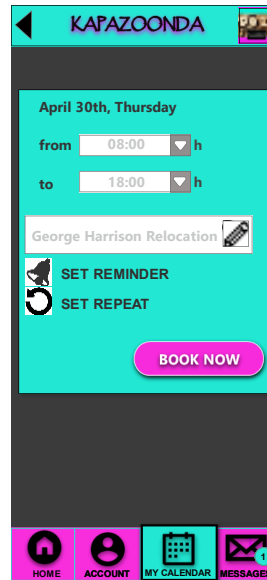 KAPAZOONDA
April 30th, Thursday
from 08:00 h
to 18:00 h
George Harrison Relocation
SET REMINDER
SET REPEAT
BOOK NOW
HOME ACCOUNT MY CALENDAR MESSAGES 1